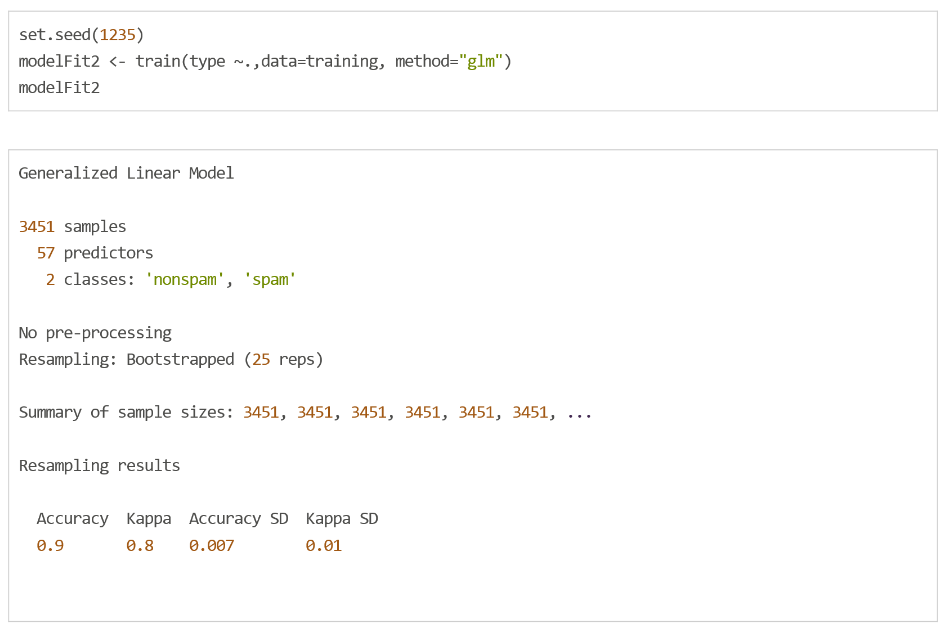 set.seed(1235)
modelFit2 <- train(type ~.,data=training, method="glm")
modelFit2
Generalized Linear Model
3451 samples
57 predictors
2 classes: 'nonspam', 'spam'
No pre-processing
Resampling: Bootstrapped (25 reps)
Summary of sample sizes: 3451, 3451, 3451, 3451, 3451, 3451, ...
Resampling results
Accuracy Kappa Accuracy SD Kappa SD
0.9 0.8 0.007 0.01